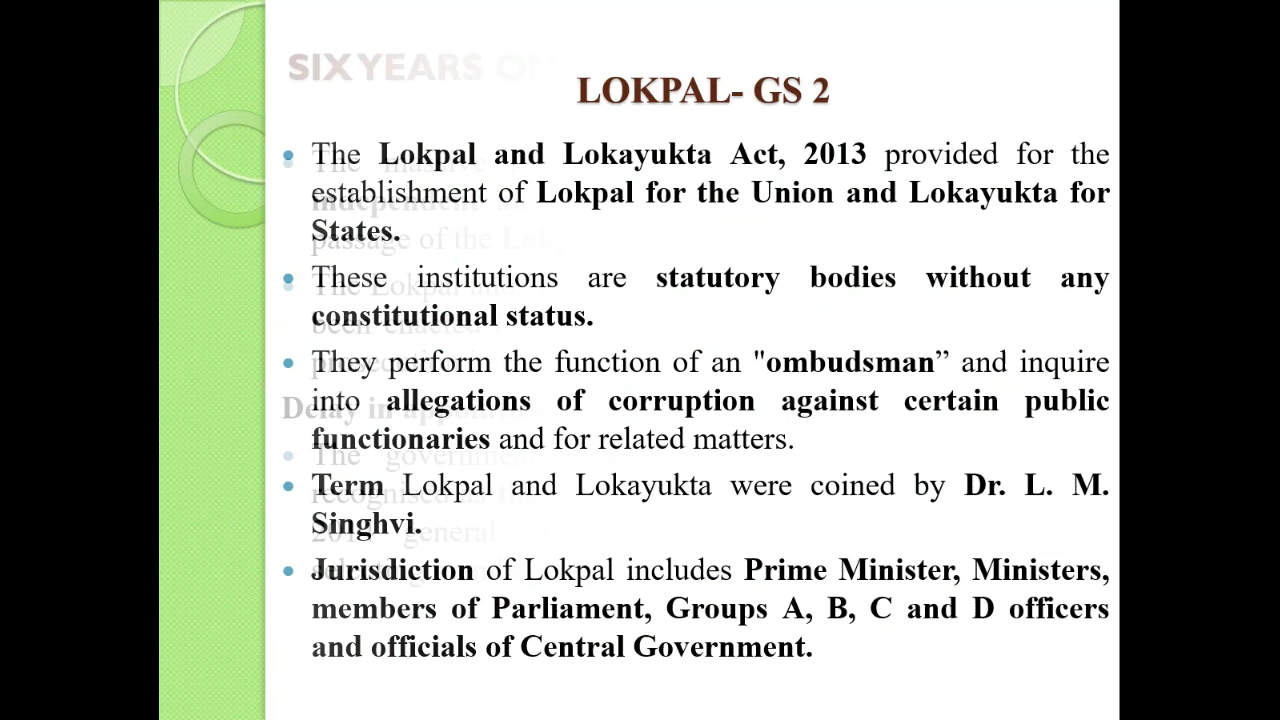 SIX YEARS ON
LOKPAL- GS 2
The Lokpal and Lokayukta Act, 2013 provided for the
establishment of Lokpal for the Union and Lokayukta for
States.
These institutions are statutory bodies without any
constitutional status.
They perform the function of an "ombudsman” and inquire
into allegations of corruption against certain public
functionaries and for related matters.
Term Lokpal and Lokayukta were coined by Dr. L. M.
Singhvi.
Jurisdiction of Lokpal includes Prime Minister, Ministers,
members of Parliament, Groups A, B, C and D officers
and officials of Central Government.